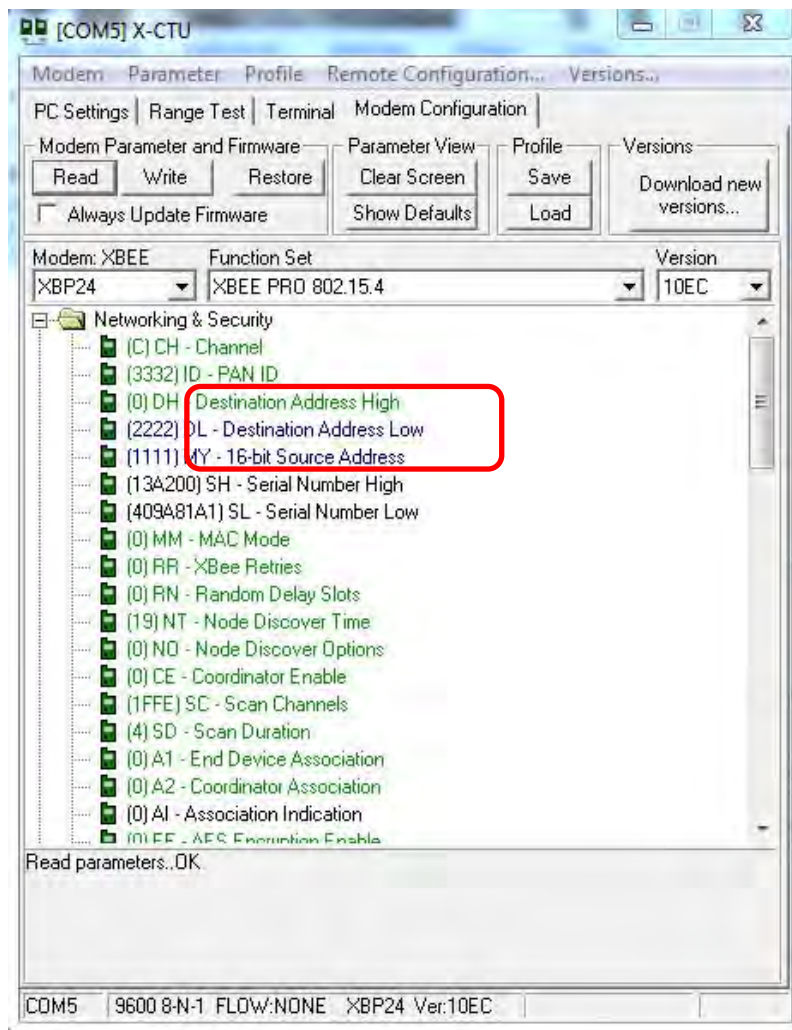 [COM5] X-CTU
Modem Parameter Profile Remote Configuration... Versions...
PC Settings Range Test Terminal Modem Configuration
Modem Parameter and Firmware Parameter View Profile Versions
Read Write Restore Clear Screen Save Download new versions...
Always Update Firmware Show Defaults Load
Modem: XBEE Function Set Version
XBP24 XBEE PRO 802.15.4 10EC
Networking & Security
(C) CH - Channel
(3332) ID - PAN ID
(0) DH - Destination Address High
(2222) DL - Destination Address Low
(1111) MY - 16-bit Source Address
(13A200) SH - Serial Number High
(409A81A1) SL - Serial Number Low
(0) MM - MAC Mode
(0) RR - XBee Retries
(0) RN - Random Delay Slots
(19) NT - Node Discover Time
(0) NO - Node Discover Options
(0) CE - Coordinator Enable
(1FFE) SC - Scan Channels
(4) SD - Scan Duration
(0) A1 - End Device Association
(0) A2 - Coordinator Association
(0) AI - Association Indication
(0) EE - AES Encryption Enable
Read parameters..OK
COM5 9600 8-N-1 FLOW:NONE XBP24 Ver:10EC